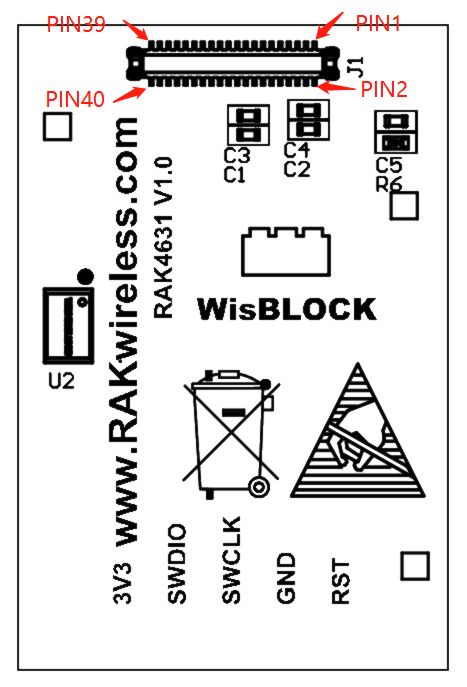 PIN39
PIN1
J1
PIN40
PIN2
C3
C1
C4
C2
C5
R6
www.RAKwireless.com
RAK4631 V1.0
WisBLOCK
U2
3V3
SWDIO
SWCLK
GND
RST